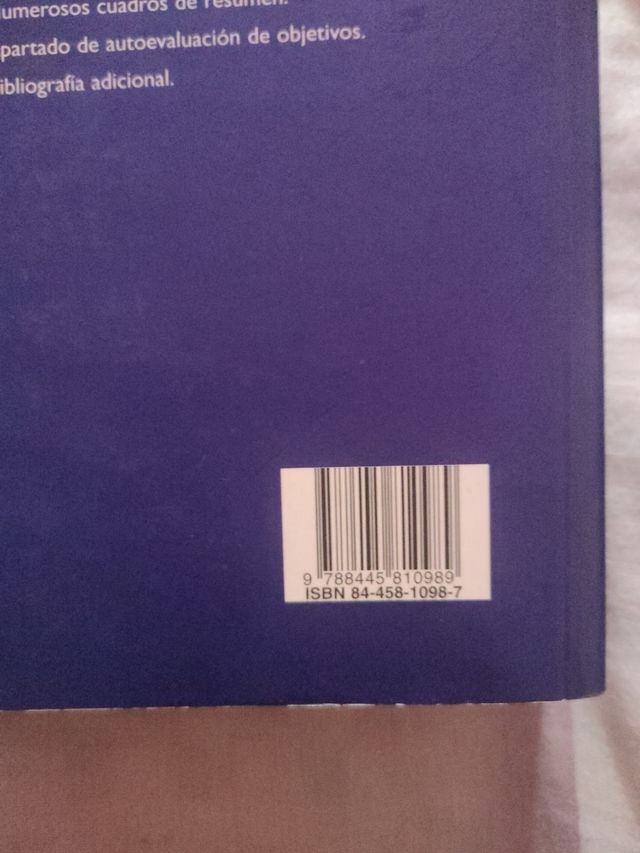 umerosos cuadros de resumen.
partado de autoevaluación de objetivos.
ibliografía adicional.
9 788445 810989
ISBN 84-458-1098-7